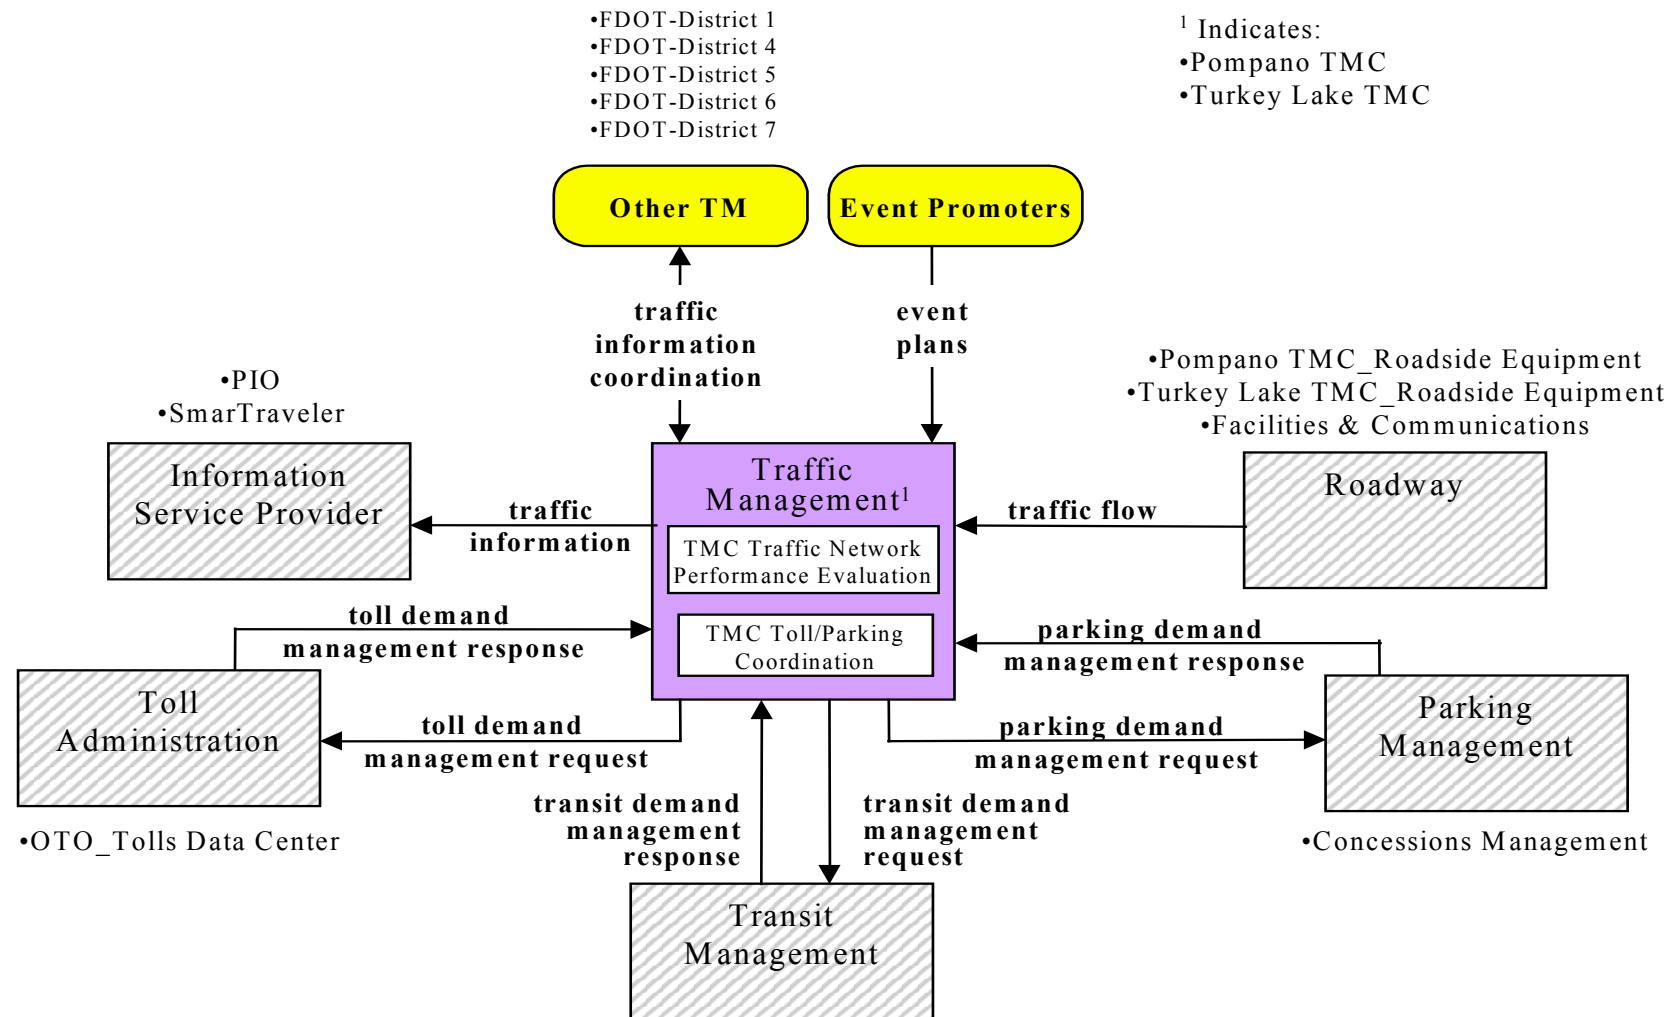 •FDOT-District 1
•FDOT-District 4
•FDOT-District 5
•FDOT-District 6
•FDOT-District 7
1 Indicates:
•Pompano TMC
•Turkey Lake TMC
Other TM
Event Promoters
traffic
information
coordination
event
plans
•PIO
•SmarTraveler
•Pompano TMC_Roadside Equipment
•Turkey Lake TMC_Roadside Equipment
•Facilities & Communications
Information
Service Provider
traffic
information
Traffic
Management1
TMC Traffic Network
Performance Evaluation
TMC Toll/Parking
Coordination
traffic flow
Roadway
toll demand
management response
parking demand
management response
Toll
Administration
toll demand
management request
parking demand
management request
Parking
Management
•OTO_Tolls Data Center
transit demand
management
response
transit demand
management
request
•Concessions Management
Transit
Management